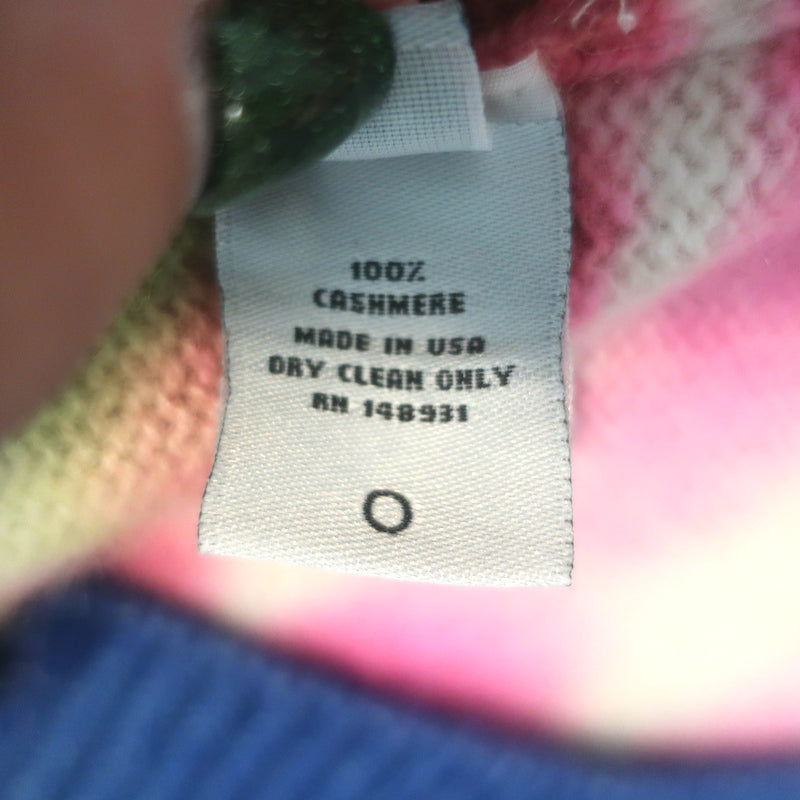 100%
CASHMERE
MADE IN USA
DRY CLEAN ONLY
RN 148931
O